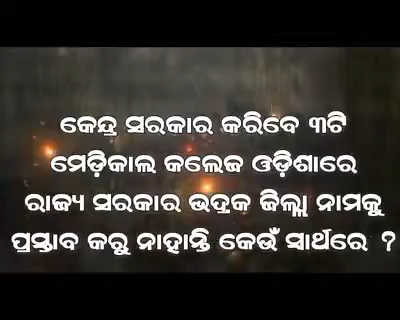 କେନ୍ଦ୍ର ସରକାର କରିବେ ୩ଟି
ମେଡ଼ିକାଲ କଲେଜ ଓଡ଼ିଶାରେ
ରାଜ୍ୟ ସରକାର ଭଦ୍ରକ ଜିଲ୍ଲା ନାମକୁ
ପ୍ରସ୍ତାବ କରୁ ନାହାନ୍ତି କେଉଁ ସାର୍ଥରେ ?